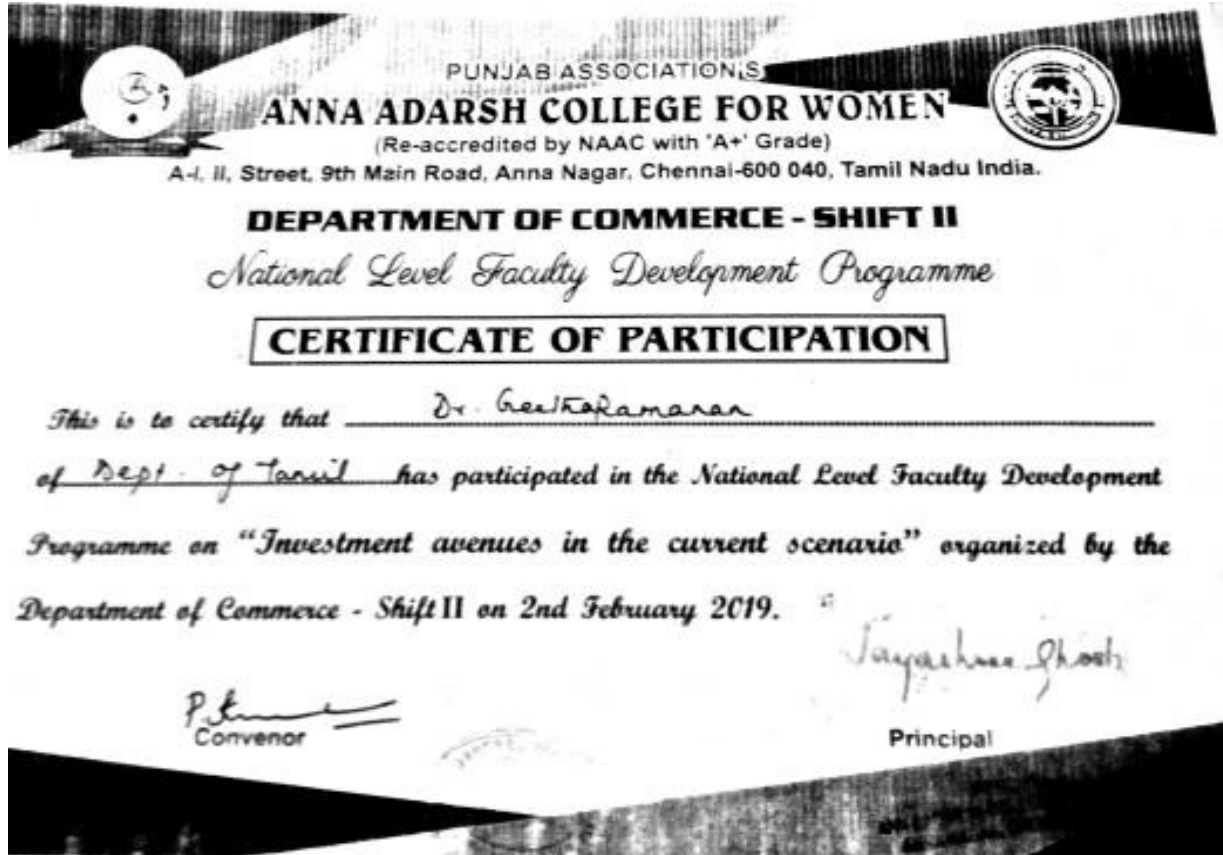 PUNJAB ASSOCIATION'S
ANNA ADARSH COLLEGE FOR WOMEN
(Re-accredited by NAAC with 'A+' Grade)
A-I, II, Street, 9th Main Road, Anna Nagar, Chennai-600 040, Tamil Nadu India.
DEPARTMENT OF COMMERCE - SHIFT II
National Level Faculty Development Programme
CERTIFICATE OF PARTICIPATION
This is to certify that Dr. GeethaRamanan
of Dept. of Tamil has participated in the National Level Faculty Development
Programme on "Investment avenues in the current scenario" organized by the
Department of Commerce - Shift II on 2nd February 2019.
Jayashree Ghosh
Convenor
Principal